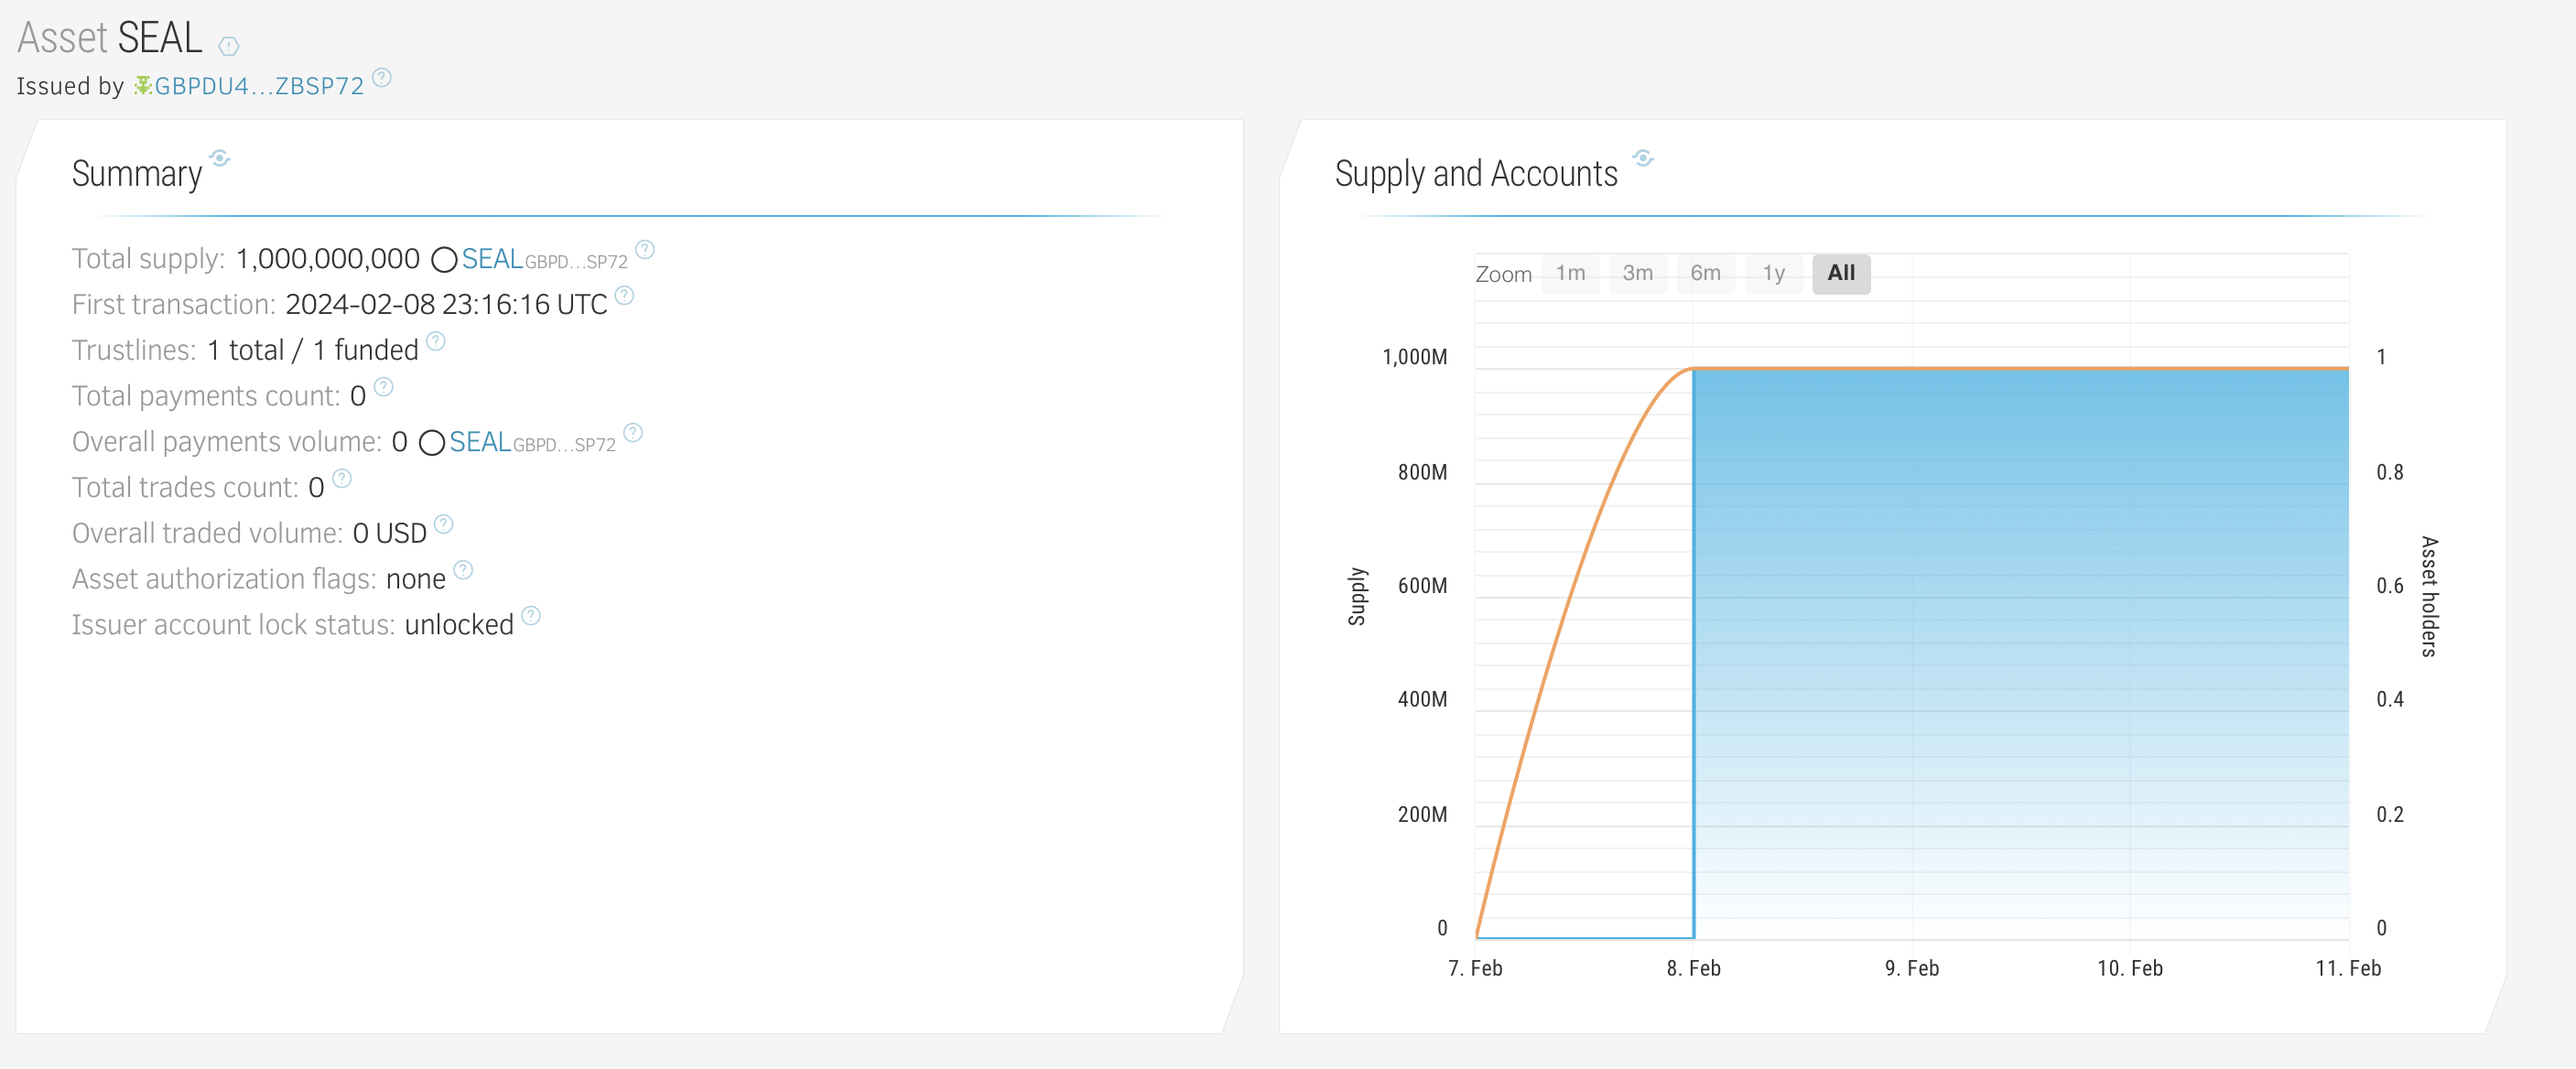 Asset SEAL
Issued by GBPDU4...ZBSP72
Summary
Total supply: 1,000,000,000 SEAL GBPD...SP72
First transaction: 2024-02-08 23:16:16 UTC
Trustlines: 1 total / 1 funded
Total payments count: 0
Overall payments volume: 0 SEAL GBPD...SP72
Total trades count: 0
Overall traded volume: 0 USD
Asset authorization flags: none
Issuer account lock status: unlocked
Supply and Accounts
Zoom 1m 3m 6m 1y All
1,000M
800M
600M
400M
200M
0
Supply
1
0.8
0.6
0.4
0.2
0
Asset holders
7. Feb 8. Feb 9. Feb 10. Feb 11. Feb